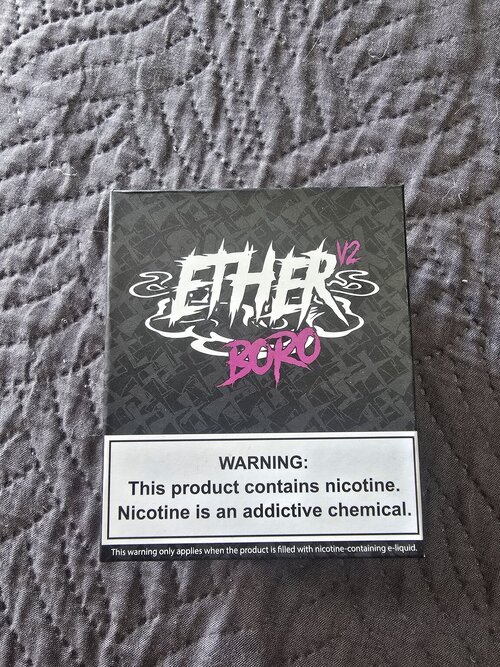 ETHER V2
BORO
WARNING:
This product contains nicotine.
Nicotine is an addictive chemical.
This warning only applies when the product is filled with nicotine-containing e-liquid.